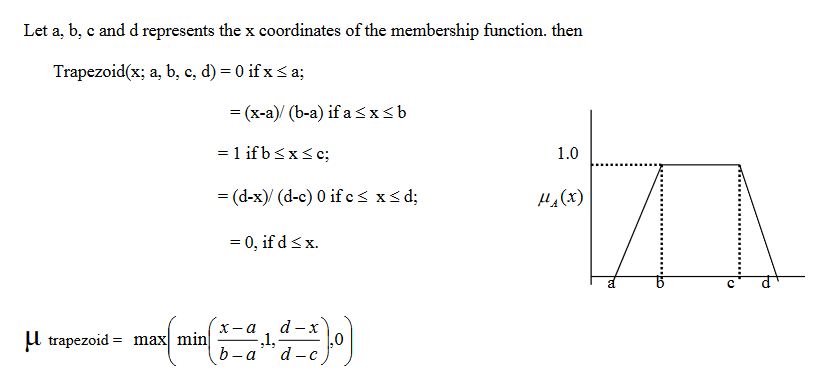 Let a, b, c and d represents the x coordinates of the membership function. then
Trapezoid(x; a, b, c, d) = 0 if x ≤ a;
= (x-a)/ (b-a) if a ≤ x ≤ b
= 1 if b ≤ x ≤ c;
= (d-x)/ (d-c) 0 if c ≤ x ≤ d;
= 0, if d ≤ x.
1.0
μ_A(x)
a b c d
μ trapezoid = max(min((x – a)/(b – a),1,(d – x)/(d – c)),0)